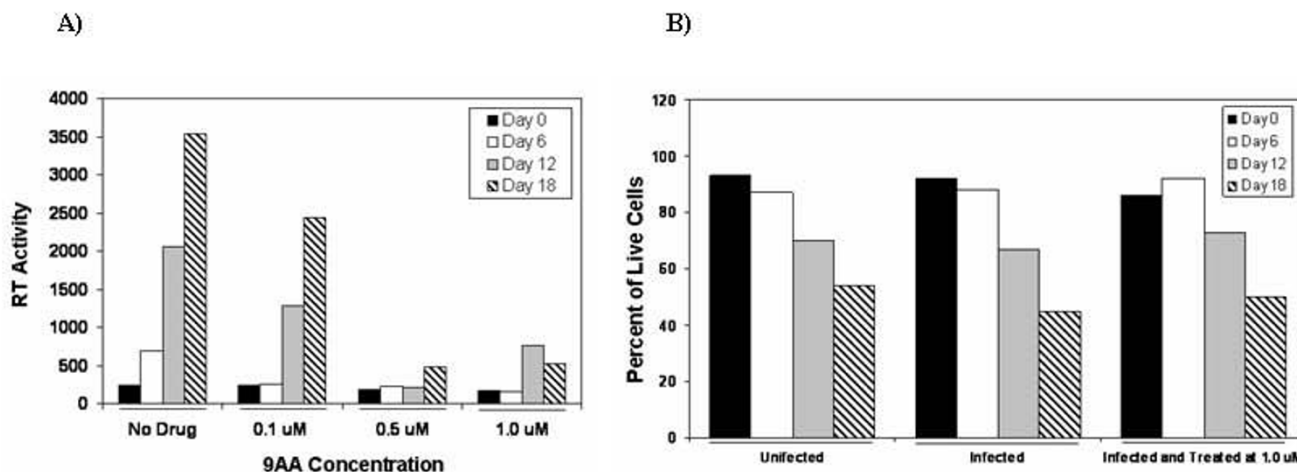 A)
4000
3500
3000
2500
2000
1500
1000
500
0
RT Activity
Day 0
Day 6
Day 12
Day 18
No Drug 0.1 uM 0.5 uM 1.0 uM
9AA Concentration
B)
120
100
80
60
40
20
0
Percent of Live Cells
Day 0
Day 6
Day 12
Day 18
Unifected Infected Infected and Treated at 1.0 uM